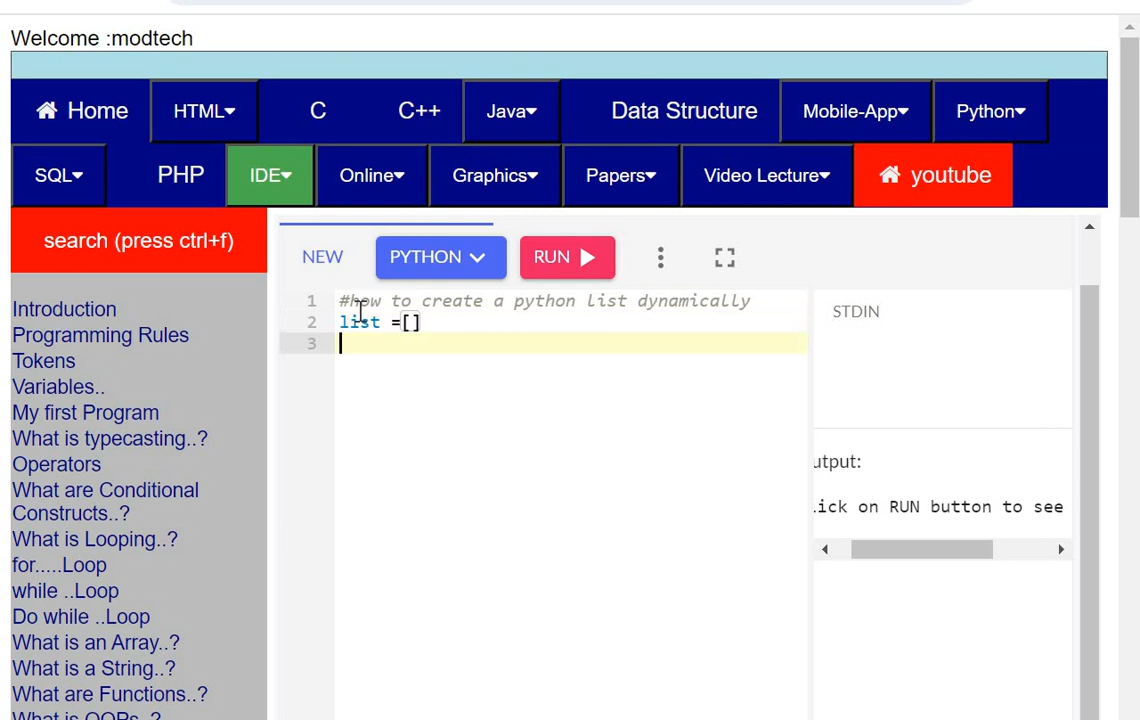 Welcome :modtech
Home HTML▾ C C++ Java▾ Data Structure Mobile-App▾ Python▾
SQL▾ PHP IDE▾ Online▾ Graphics▾ Papers▾ Video Lecture▾ youtube
search (press ctrl+f)
NEW PYTHON RUN
1 #how to create a python list dynamically
2 list =[]
3
STDIN
utput:
lick on RUN button to see
Introduction
Programming Rules
Tokens
Variables..
My first Program
What is typecasting..?
Operators
What are Conditional
Constructs..?
What is Looping..?
for.....Loop
while ..Loop
Do while ..Loop
What is an Array..?
What is a String..?
What are Functions..?
What is OOPs..?